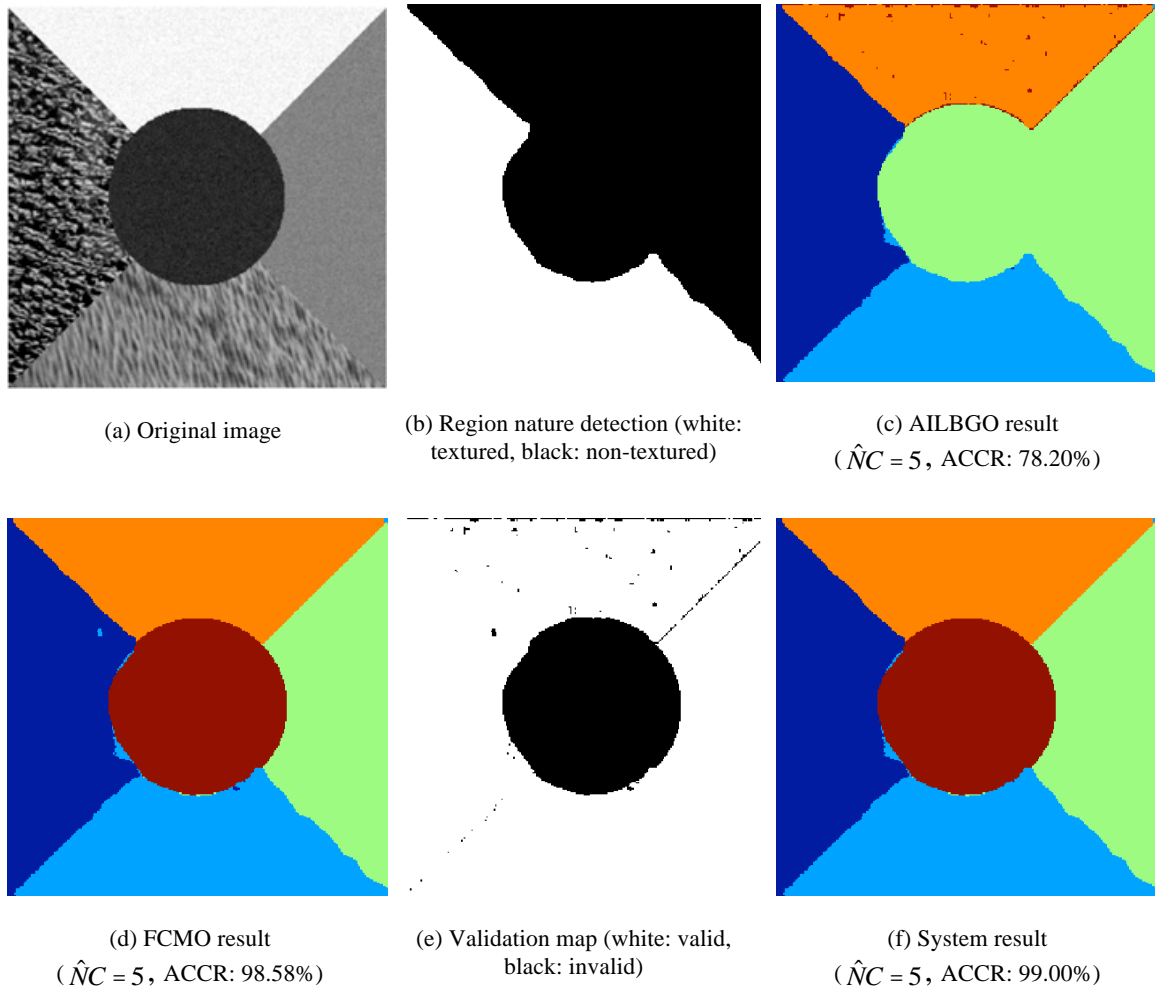 (a) Original image
(b) Region nature detection (white:
textured, black: non-textured)
(c) AILBGO result
( N̂C = 5 , ACCR: 78.20%)
(d) FCMO result
( N̂C = 5 , ACCR: 98.58%)
(e) Validation map (white: valid,
black: invalid)
(f) System result
( N̂C = 5 , ACCR: 99.00%)